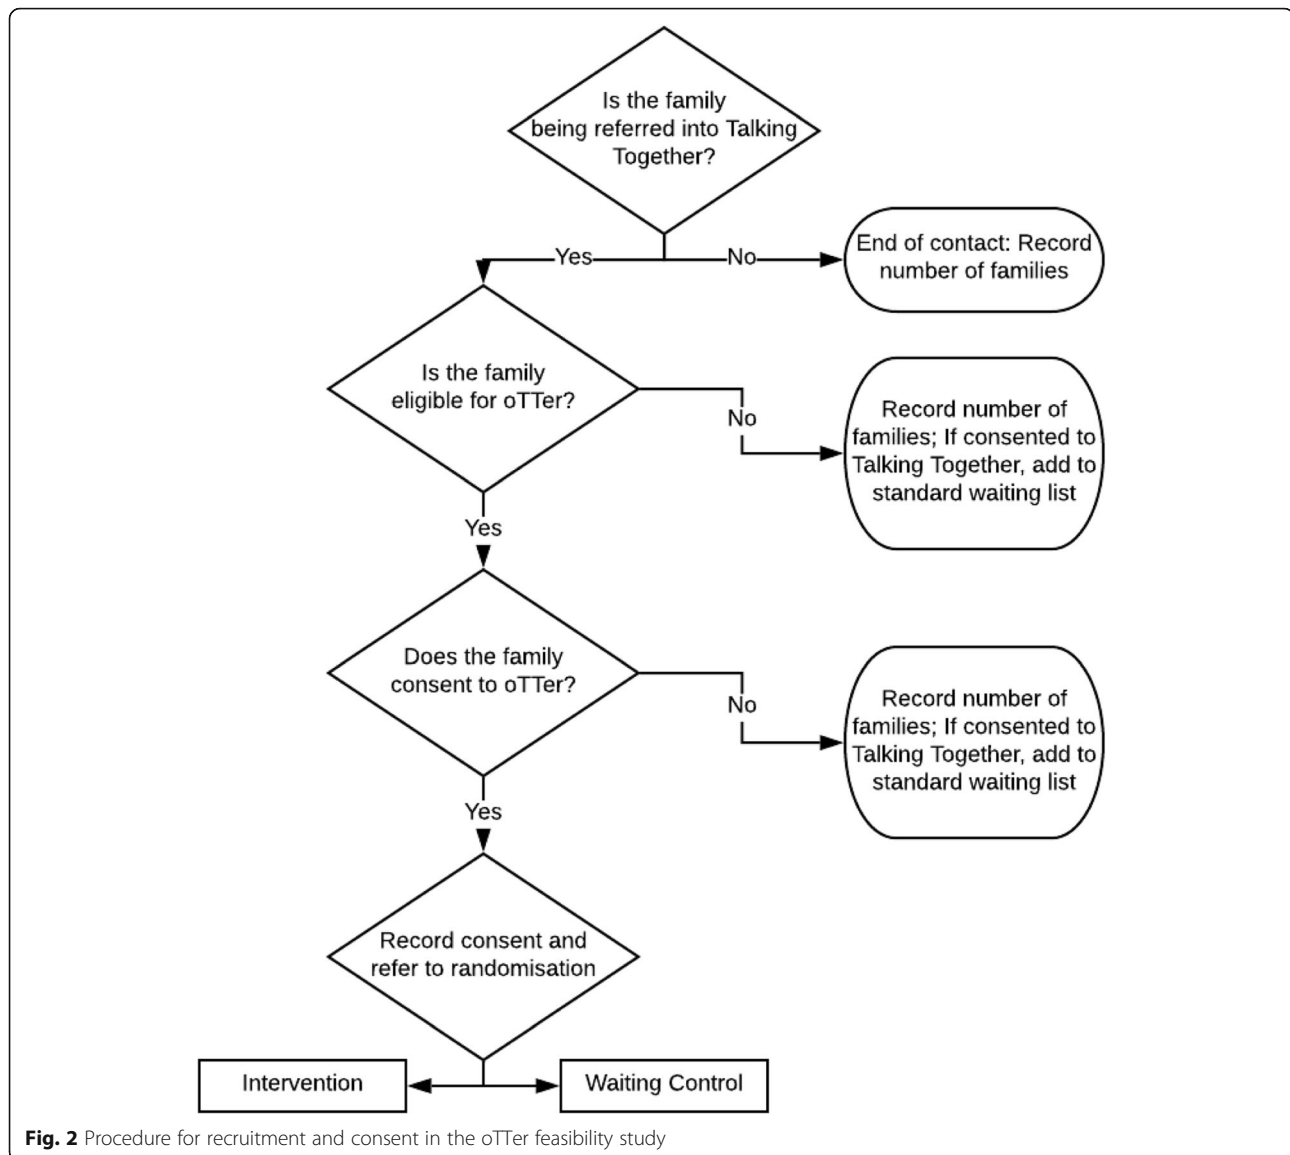 Is the family
being referred into Talking
Together?
Yes
No
End of contact: Record
number of families
Is the family
eligible for oTTer?
No
Record number of
families; If consented to
Talking Together, add to
standard waiting list
Yes
Does the family
consent to oTTer?
No
Record number of
families; If consented to
Talking Together, add to
standard waiting list
Yes
Record consent and
refer to randomisation
Intervention
Waiting Control
Fig. 2 Procedure for recruitment and consent in the oTTer feasibility study